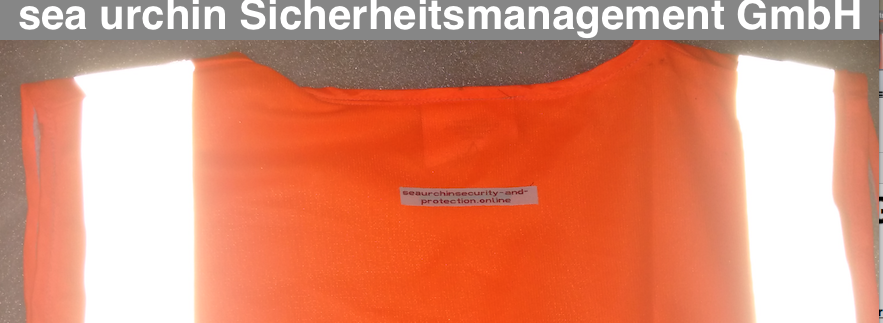 sea urchin Sicherheitsmanagement GmbH
seaurchinsecurity-and-
protection.online